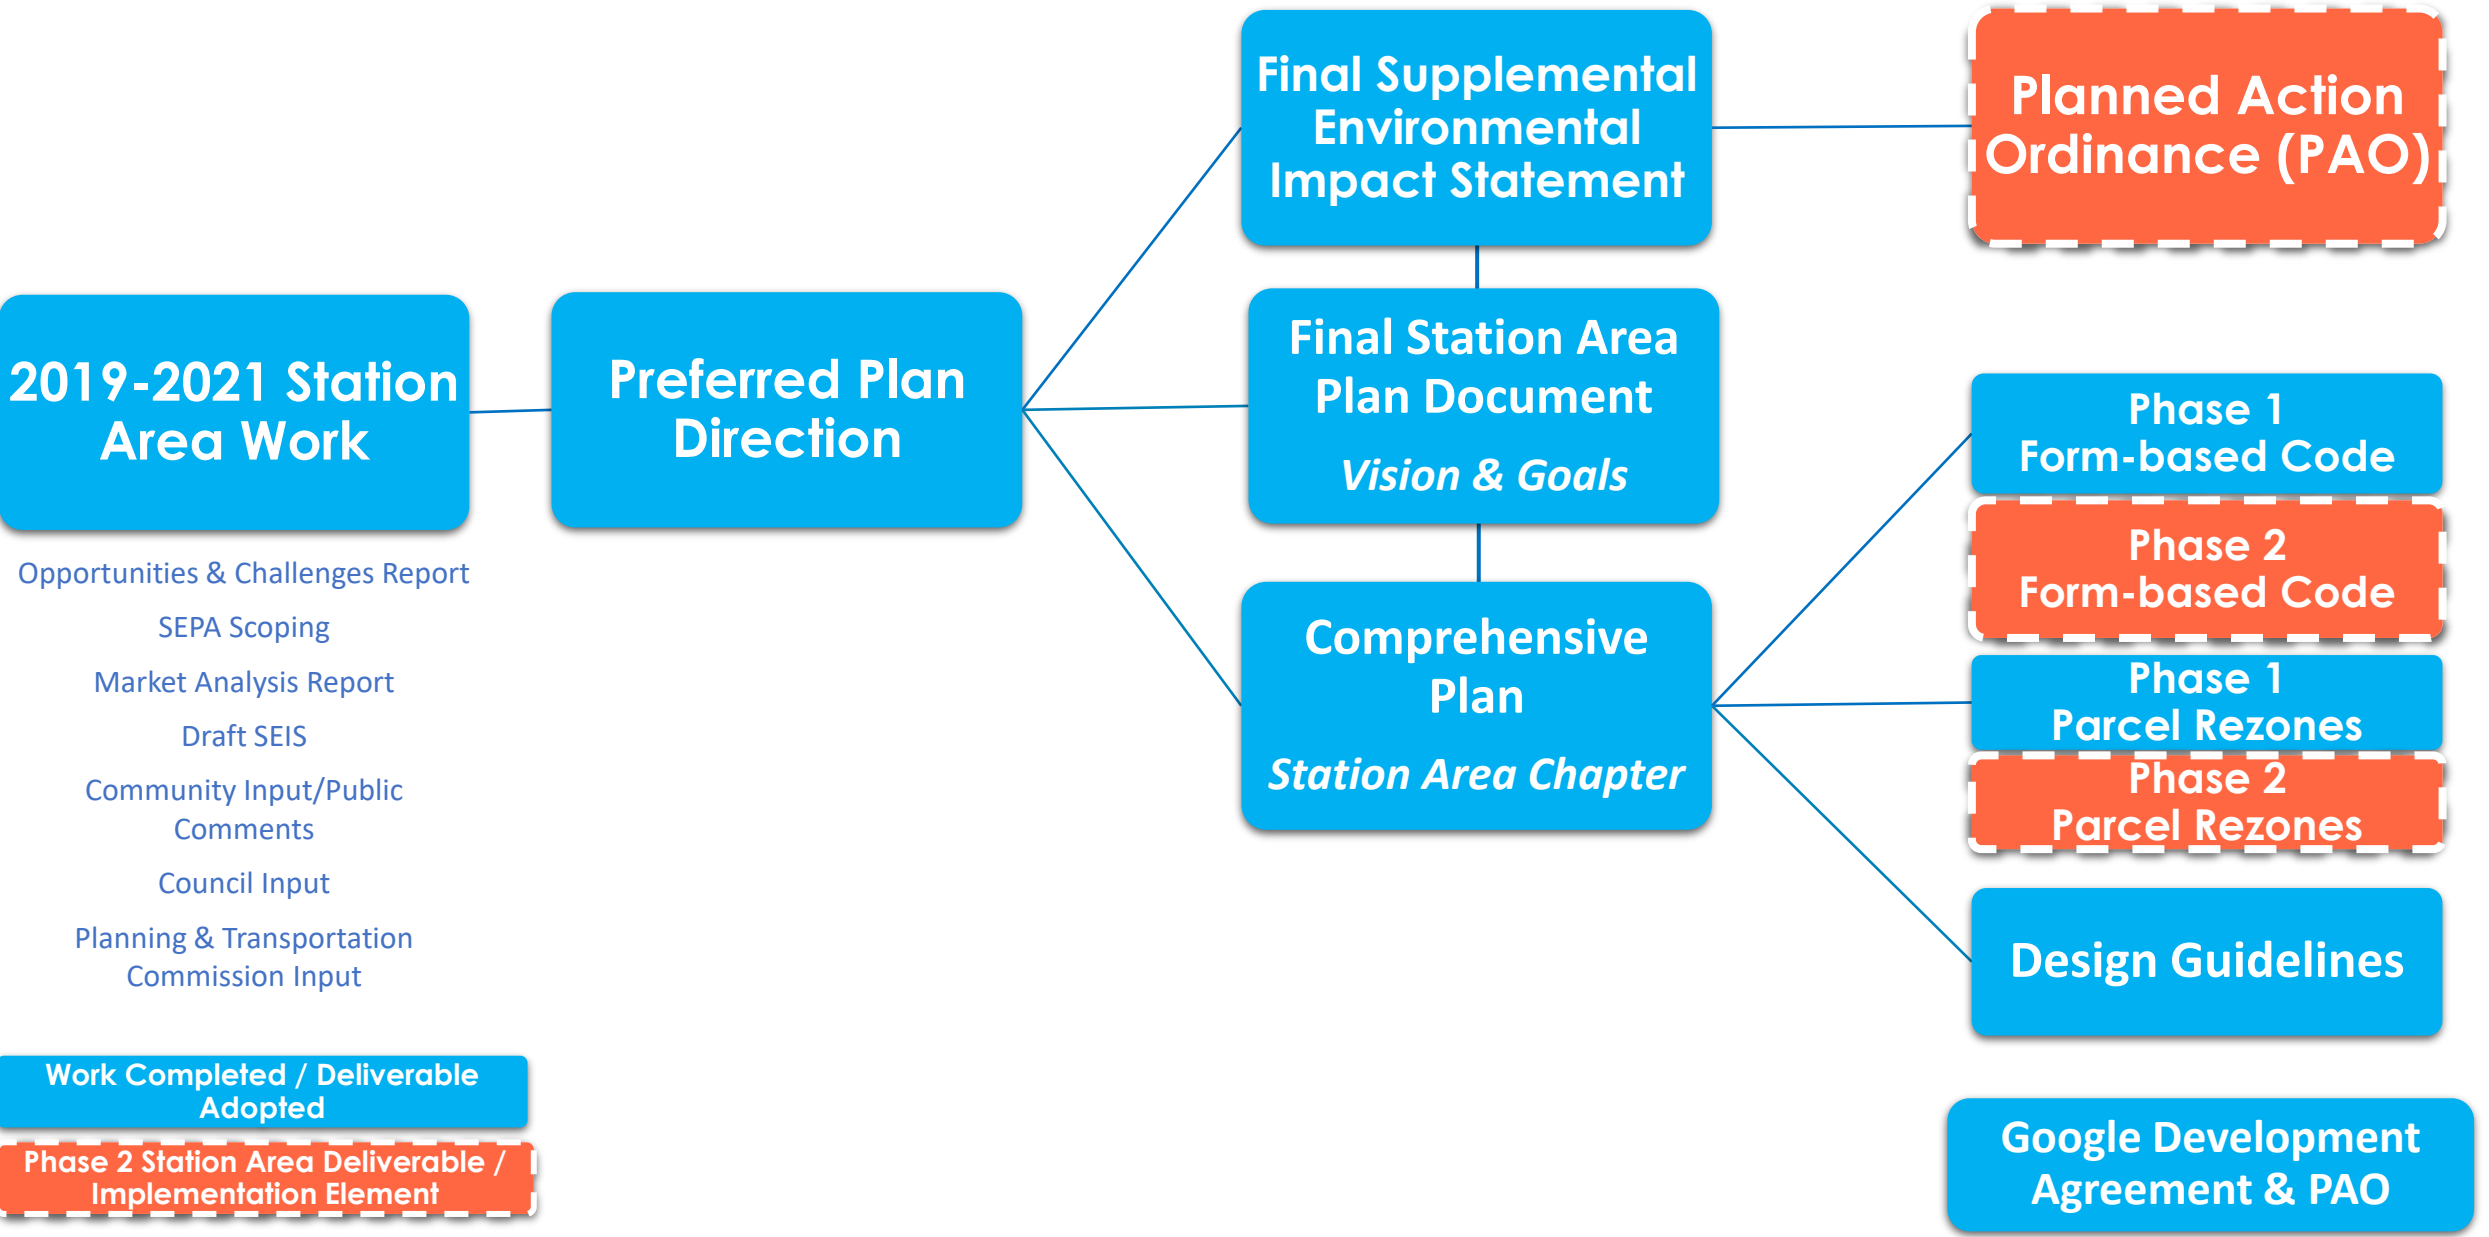 2019-2021 Station
Area Work
Opportunities & Challenges Report
SEPA Scoping
Market Analysis Report
Draft SEIS
Community Input/Public
Comments
Council Input
Planning & Transportation
Commission Input
Work Completed / Deliverable
Adopted
Phase 2 Station Area Deliverable /
Implementation Element
Preferred Plan
Direction
Final Supplemental
Environmental
Impact Statement
Final Station Area
Plan Document
Vision & Goals
Comprehensive
Plan
Station Area Chapter
Planned Action
Ordinance (PAO)
Phase 1
Form-based Code
Phase 2
Form-based Code
Phase 1
Parcel Rezones
Phase 2
Parcel Rezones
Design Guidelines
Google Development
Agreement & PAO